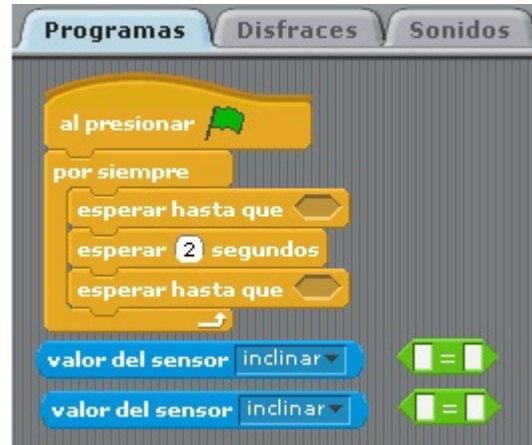 Programas Disfraces Sonidos
al presionar
por siempre
esperar hasta que
esperar 2 segundos
esperar hasta que
valor del sensor inclinar =
valor del sensor inclinar =